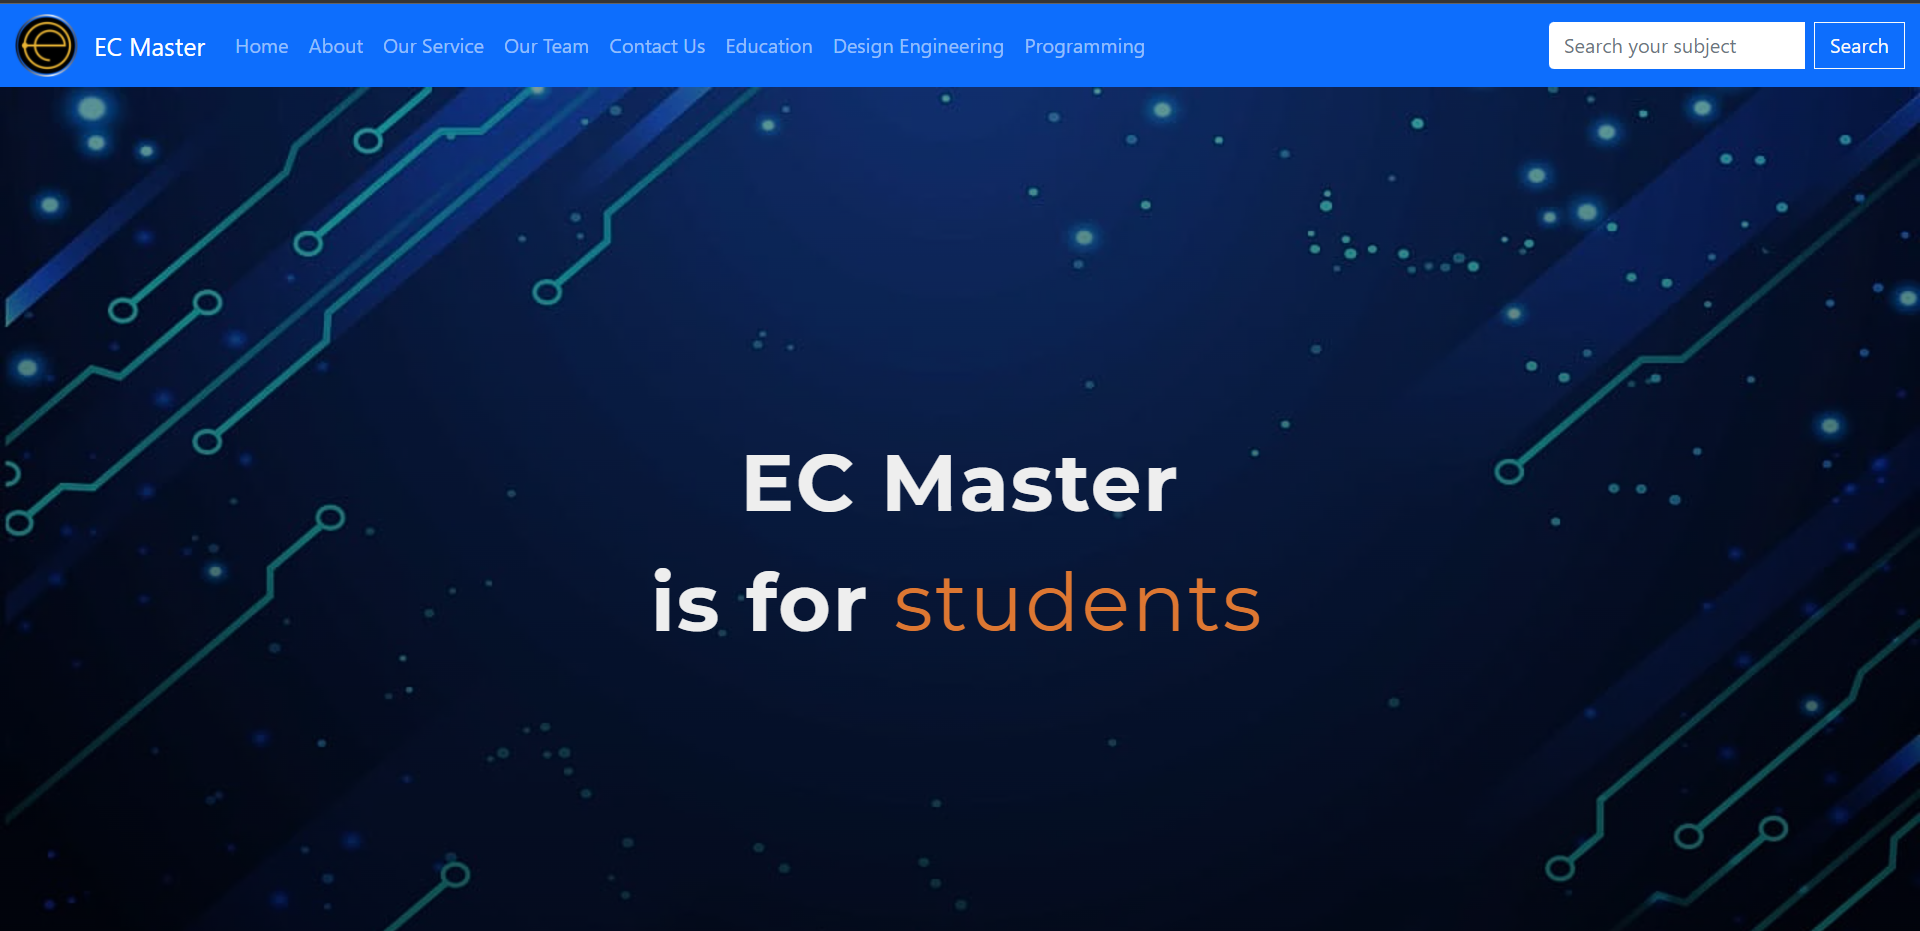 EC Master Home About Our Service Our Team Contact Us Education Design Engineering Programming Search your subject Search
EC Master
is for students